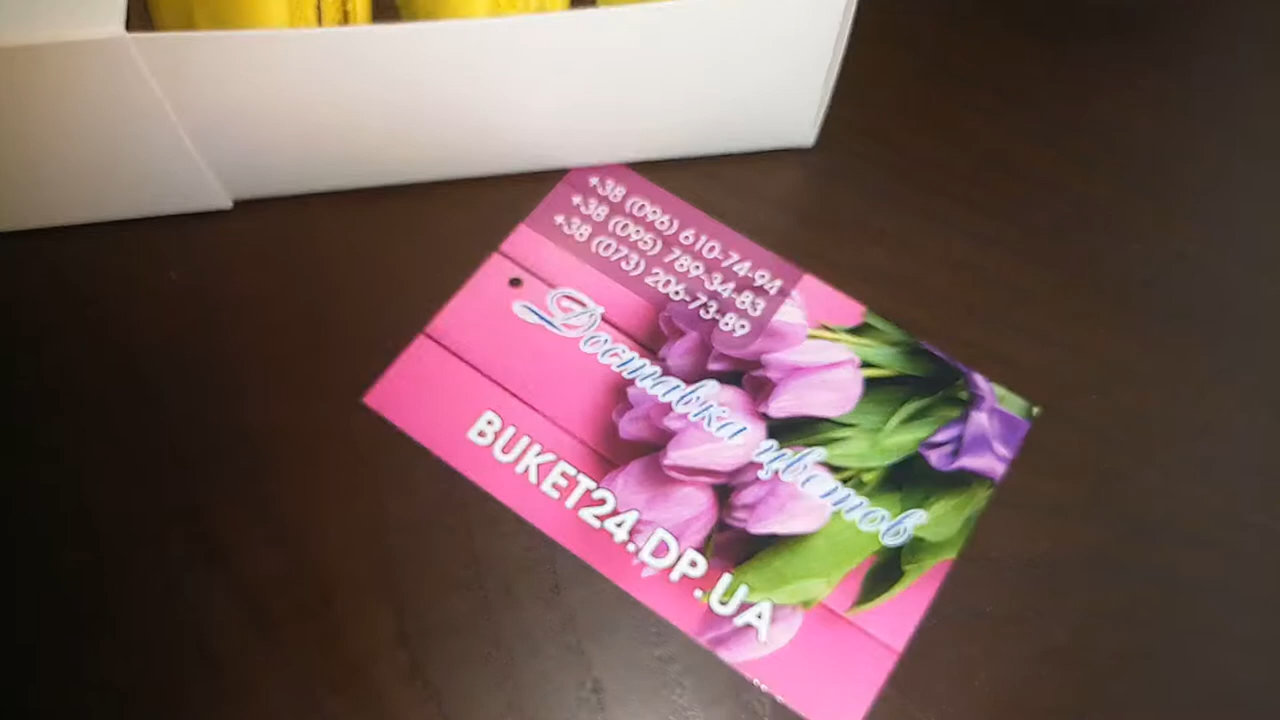 +38 (096) 610-74-94
+38 (095) 789-34-83
+38 (073) 206-73-89
Доставка цветов
BUKET24.DP.UA